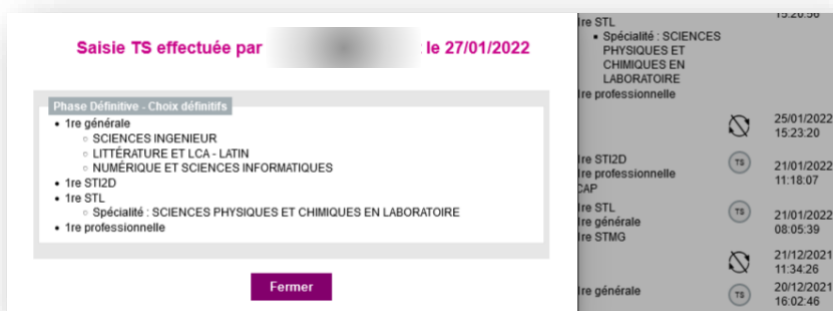 Saisie TS effectuée par le 27/01/2022
Phase Définitive - Choix définitifs
• 1re générale
◦ SCIENCES INGENIEUR
◦ LITTÉRATURE ET LCA - LATIN
◦ NUMÉRIQUE ET SCIENCES INFORMATIQUES
• 1re STI2D
• 1re STL
◦ Spécialité : SCIENCES PHYSIQUES ET CHIMIQUES EN LABORATOIRE
• 1re professionnelle
Fermer
1re STL
15:20:56
• Spécialité : SCIENCES
PHYSIQUES ET
CHIMIQUES EN
LABORATOIRE
1re professionnelle
25/01/2022
15:23:20
1re STI2D
1re professionnelle
CAP
TS
21/01/2022
11:18:07
1re STL
1re générale
1re STMG
TS
21/01/2022
08:05:39
21/12/2021
11:34:26
1re générale
TS
20/12/2021
16:02:46